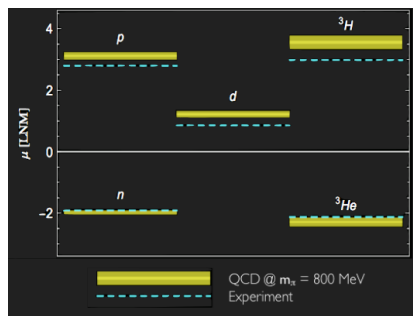 4
2
0
−2
μ [LNM]
p
³H
d
n
³He
QCD @ mπ = 800 MeV
Experiment